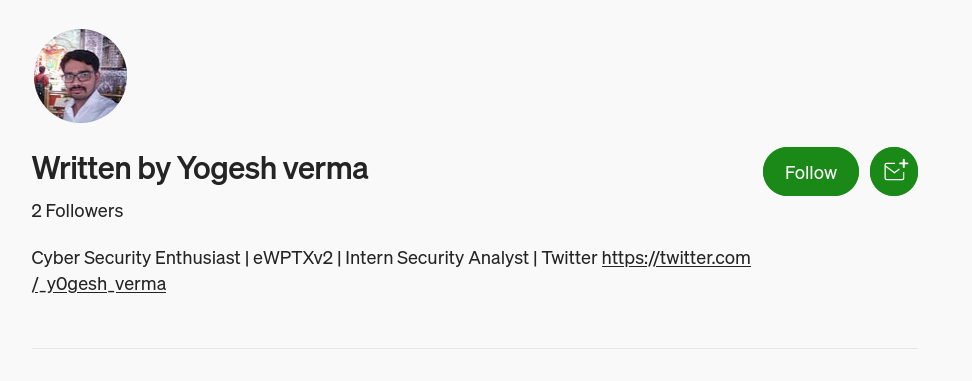 Written by Yogesh verma
Follow
2 Followers
Cyber Security Enthusiast | eWPTXv2 | Intern Security Analyst | Twitter https://twitter.com
/_y0gesh_verma